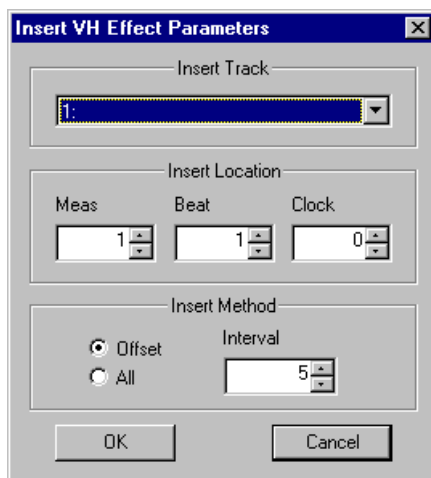 Insert VH Effect Parameters
Insert Track
1:
Insert Location
Meas Beat Clock
1 1 0
Insert Method
Offset Interval
All 5
OK Cancel